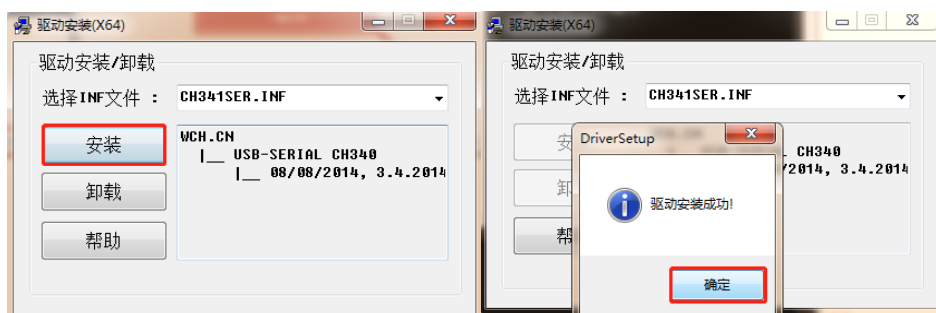 驱动安装(X64)
驱动安装/卸载
选择INF文件 : CH341SER.INF
安装
WCH.CN
|__ USB-SERIAL CH340
|__ 08/08/2014, 3.4.2014
卸载
帮助
驱动安装(X64)
驱动安装/卸载
选择INF文件 : CH341SER.INF
安
CH340
/2014, 3.4.2014
卸
帮
DriverSetup
驱动安装成功!
确定